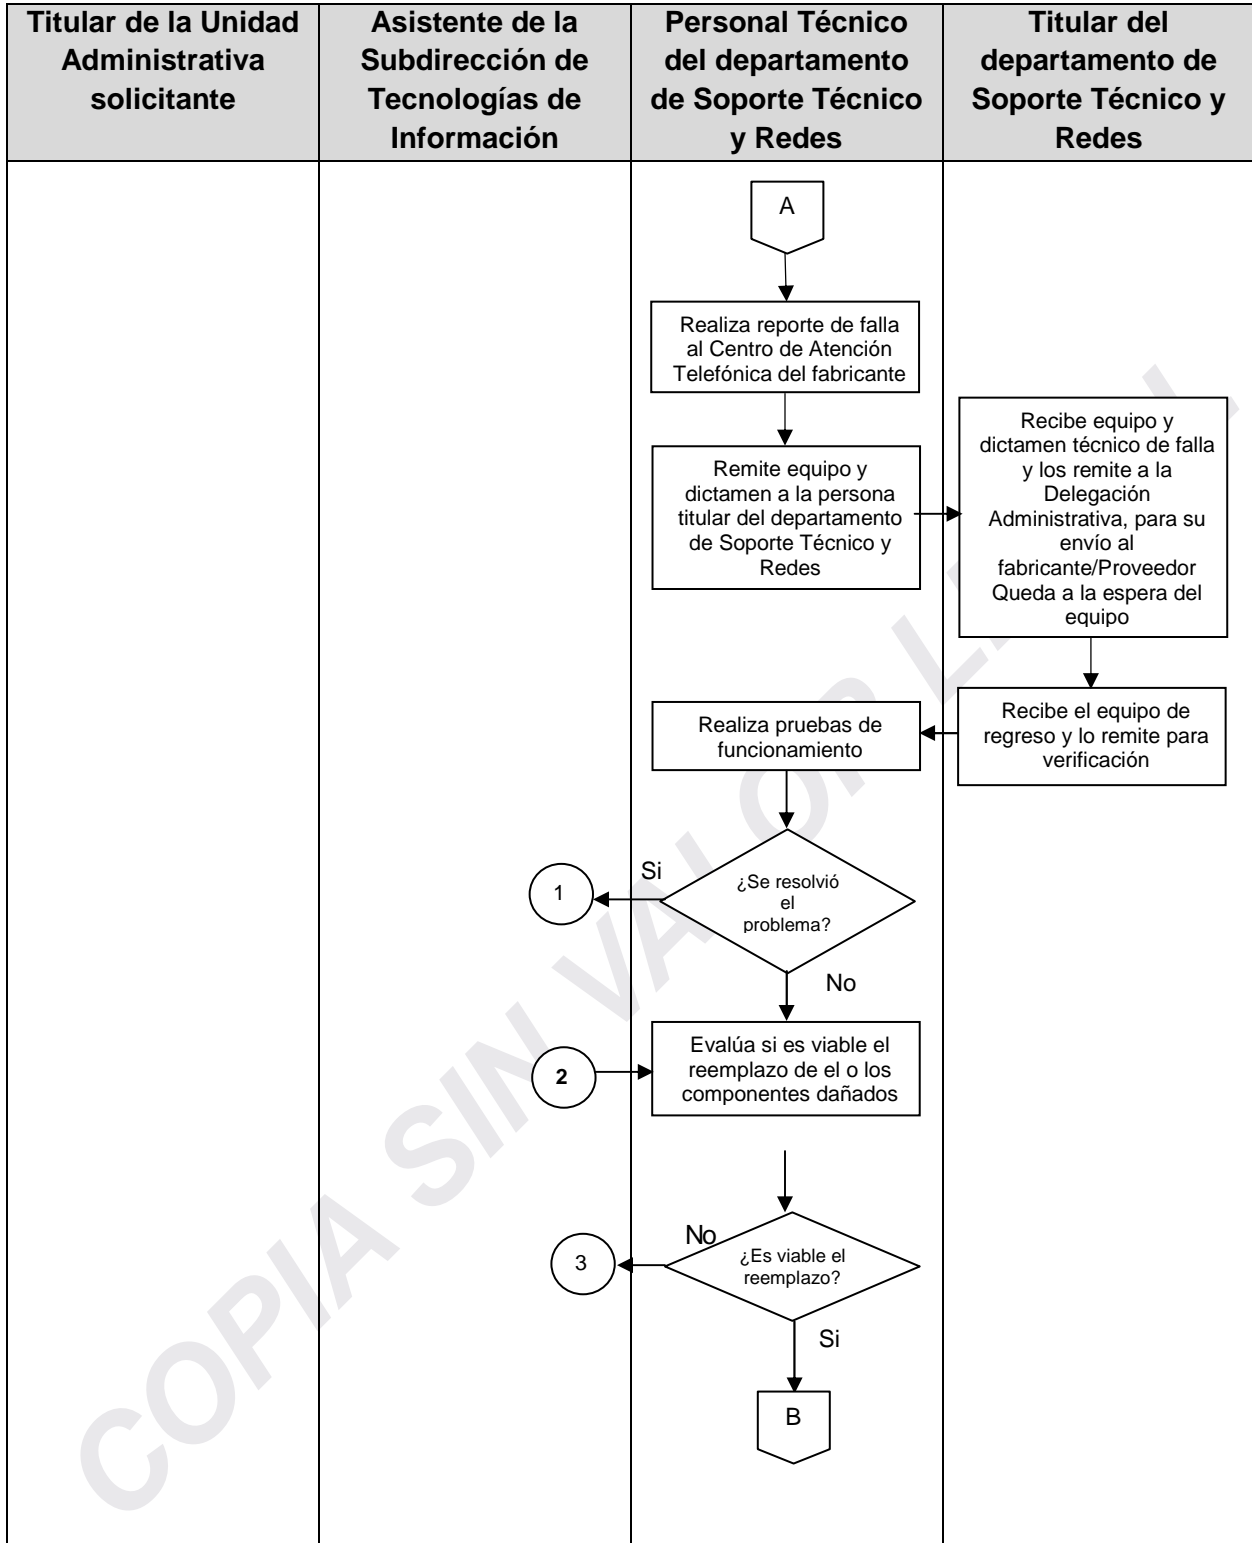 Titular de la Unidad
Administrativa
solicitante
Asistente de la
Subdirección de
Tecnologías de
Información
Personal Técnico
del departamento
de Soporte Técnico
y Redes
Titular del
departamento de
Soporte Técnico y
Redes
A
Realiza reporte de falla
al Centro de Atención
Telefónica del fabricante
Remite equipo y
dictamen a la persona
titular del departamento
de Soporte Técnico y
Redes
Recibe equipo y
dictamen técnico de falla
y los remite a la
Delegación
Administrativa, para su
envío al
fabricante/Proveedor
Queda a la espera del
equipo
Recibe el equipo de
regreso y lo remite para
verificación
Realiza pruebas de
funcionamiento
¿Se resolvió
el
problema?
Si
1
No
2
Evalúa si es viable el
reemplazo de el o los
componentes dañados
¿Es viable el
reemplazo?
No
3
Si
B
COPIA SIN VALOR LEGAL